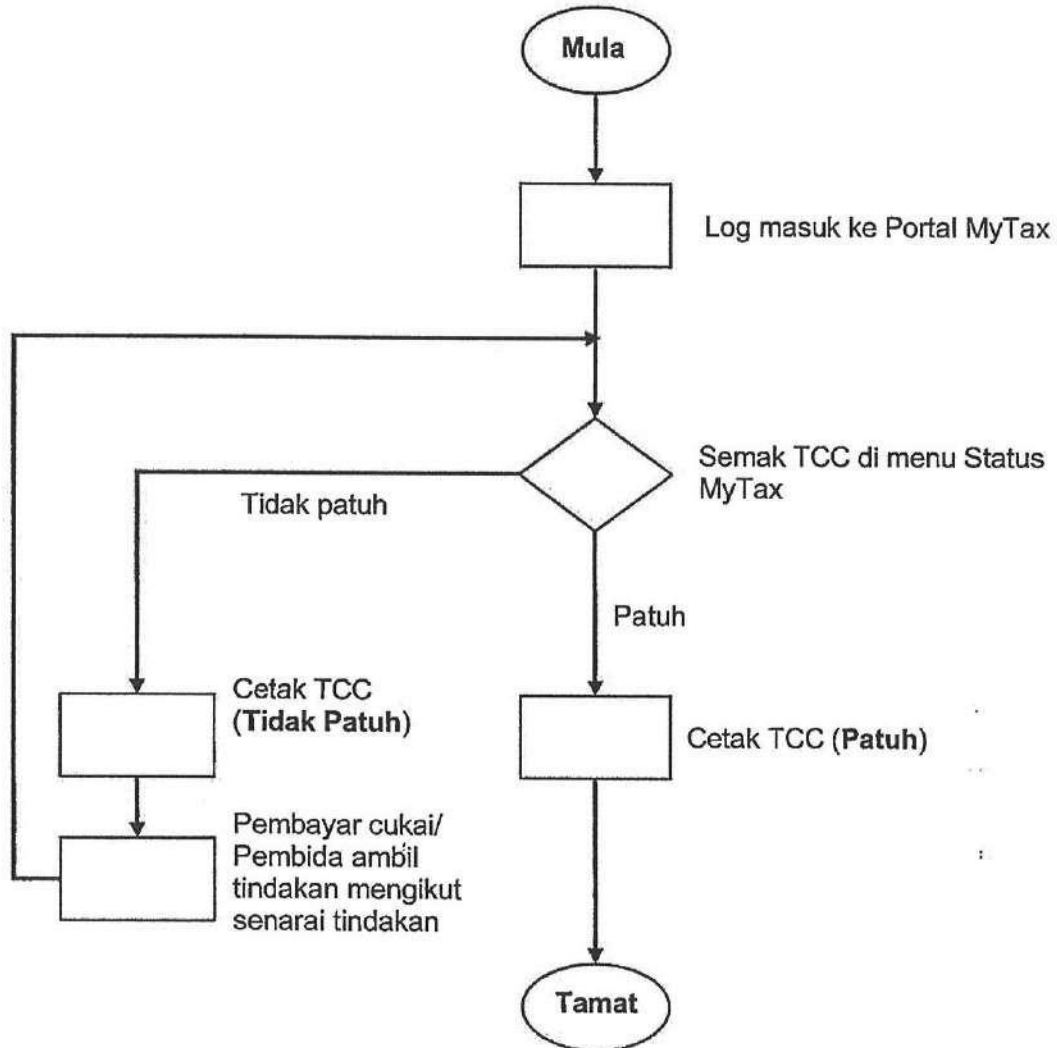 Mula
Log masuk ke Portal MyTax
Semak TCC di menu Status
MyTax
Tidak patuh
Patuh
Cetak TCC
(Tidak Patuh)
Cetak TCC (Patuh)
Pembayar cukai/
Pembida ambil
tindakan mengikut
senarai tindakan
Tamat